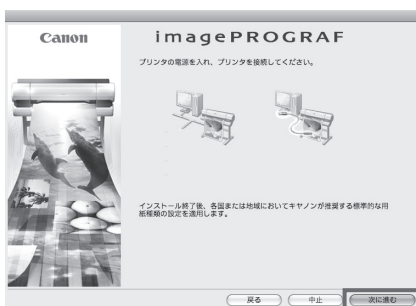 Canon
imagePROGRAF
プリンタの電源を入れ、プリンタを接続してください。
インストール終了後、各国または地域においてキヤノンが推奨する標準的な用
紙種類の設定を適用します。
戻る
中止
次に進む